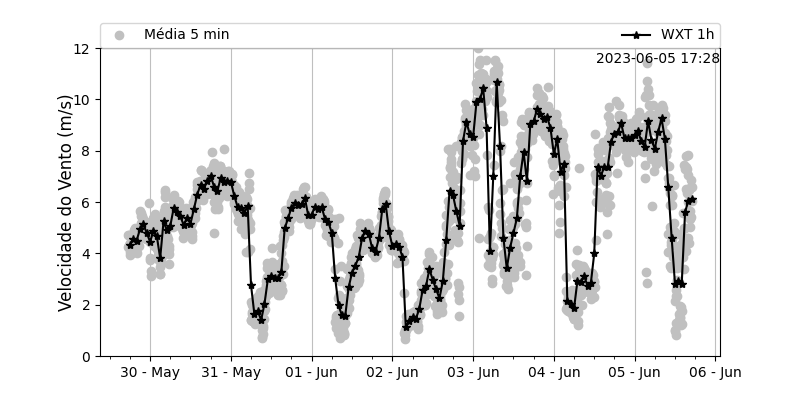 Média 5 min
WXT 1h
2023-06-05 17:28
Velocidade do Vento (m/s)
12
10
8
6
4
2
0
30 - May 31 - May 01 - Jun 02 - Jun 03 - Jun 04 - Jun 05 - Jun 06 - Jun